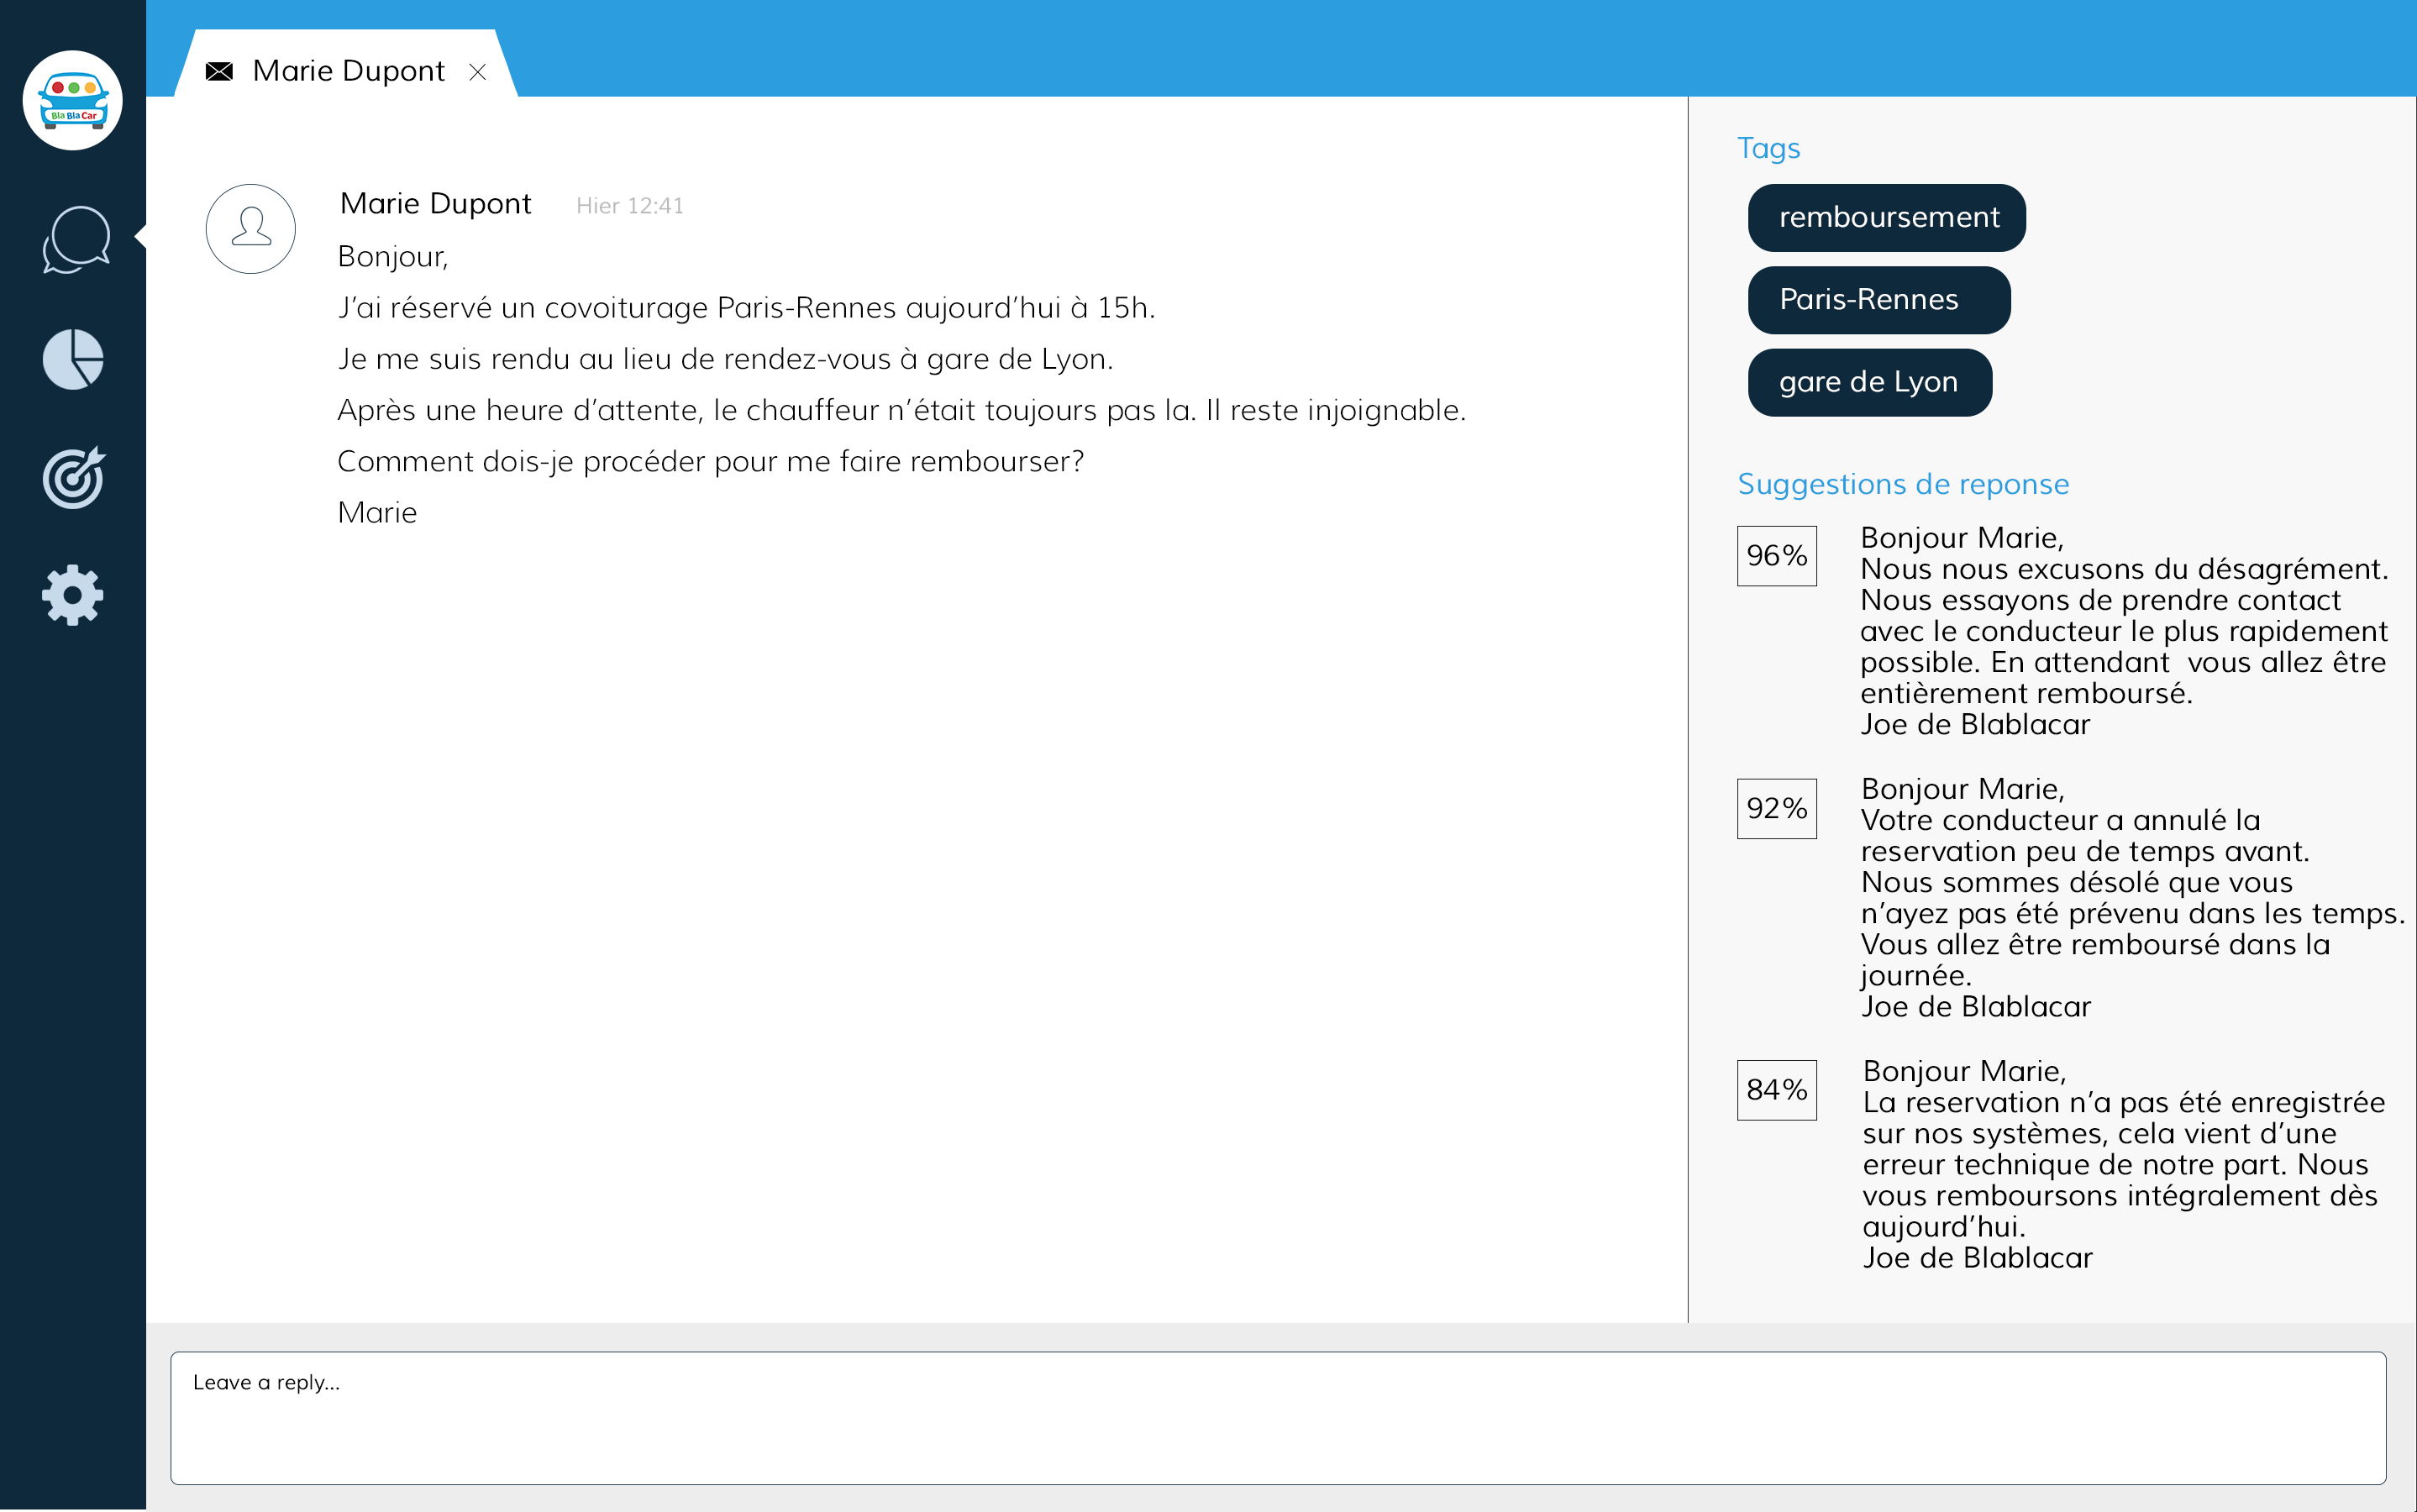 Marie Dupont
Bla Bla Car
Marie Dupont Hier 12:41
Bonjour,
J’ai réservé un covoiturage Paris-Rennes aujourd’hui à 15h.
Je me suis rendu au lieu de rendez-vous à gare de Lyon.
Après une heure d’attente, le chauffeur n’était toujours pas la. Il reste injoignable.
Comment dois-je procéder pour me faire rembourser?
Marie
Tags
remboursement
Paris-Rennes
gare de Lyon
Suggestions de reponse
96%
Bonjour Marie,
Nous nous excusons du désagrément.
Nous essayons de prendre contact
avec le conducteur le plus rapidement
possible. En attendant  vous allez être
entièrement remboursé.
Joe de Blablacar
92%
Bonjour Marie,
Votre conducteur a annulé la
reservation peu de temps avant.
Nous sommes désolé que vous
n’ayez pas été prévenu dans les temps.
Vous allez être remboursé dans la
journée.
Joe de Blablacar
84%
Bonjour Marie,
La reservation n’a pas été enregistrée
sur nos systèmes, cela vient d’une
erreur technique de notre part. Nous
vous remboursons intégralement dès
aujourd’hui.
Joe de Blablacar
Leave a reply...